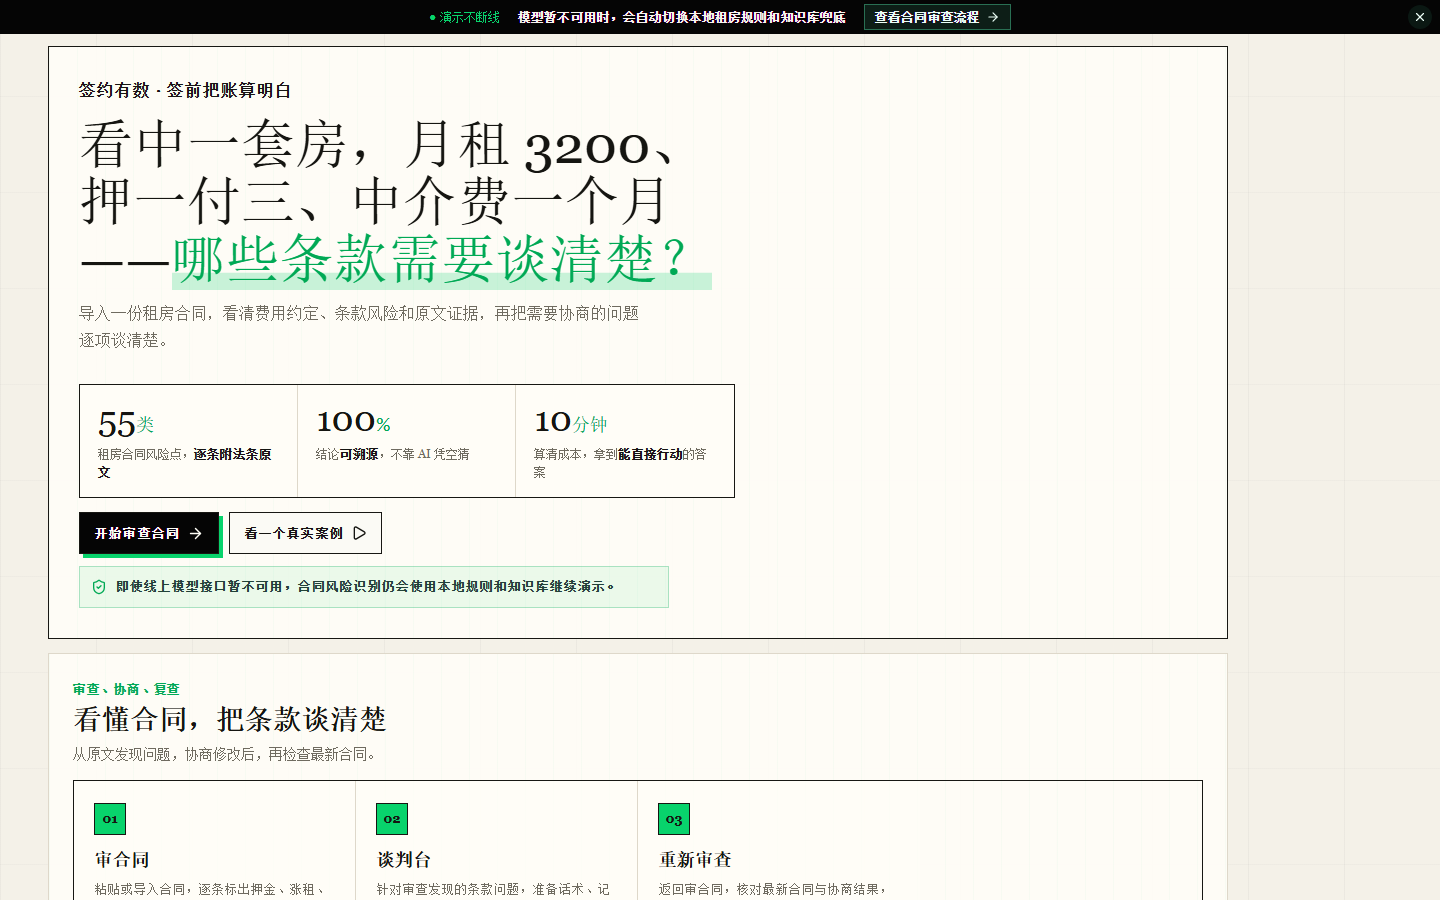 演示不断线 模型暂不可用时，会自动切换本地租房规则和知识库兜底 查看合同审查流程
签约有数 · 签前把账算明白
看中一套房，月租 3200、
押一付三、中介费一个月
——哪些条款需要谈清楚？
导入一份租房合同，看清费用约定、条款风险和原文证据，再把需要协商的问题
逐项谈清楚。
55类
租房合同风险点，逐条附法条原
文
100%
结论可溯源，不靠 AI 凭空猜
10分钟
算清成本，拿到能直接行动的答
案
开始审查合同
看一个真实案例
即使线上模型接口暂不可用，合同风险识别仍会使用本地规则和知识库继续演示。
审查、协商、复查
看懂合同，把条款谈清楚
从原文发现问题，协商修改后，再检查最新合同。
01
审合同
粘贴或导入合同，逐条标出押金、涨租、
02
谈判台
针对审查发现的条款问题，准备话术、记
03
重新审查
返回审合同，核对最新合同与协商结果，